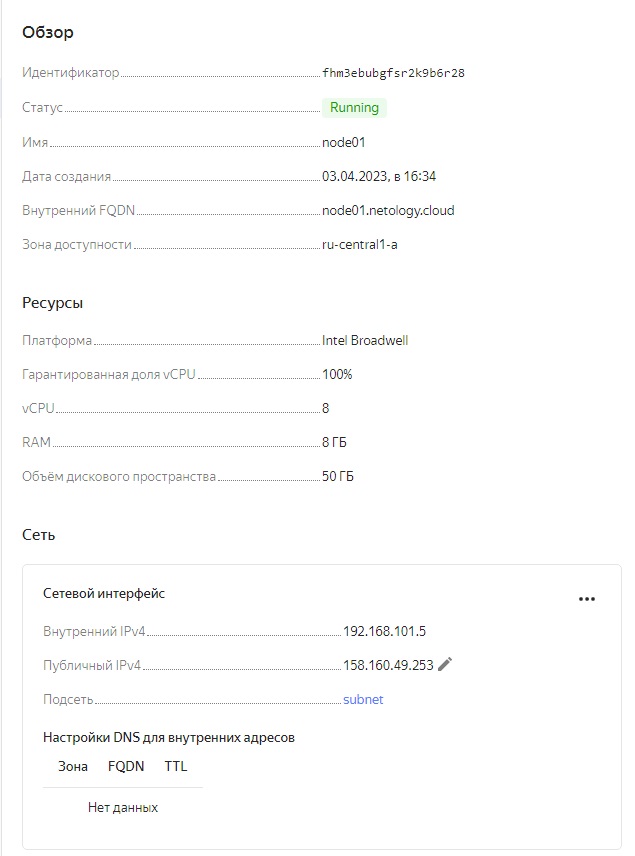 Обзор
Идентификатор fhm3ebubgfsr2k9b6r28
Статус Running
Имя node01
Дата создания 03.04.2023, в 16:34
Внутренний FQDN node01.netology.cloud
Зона доступности ru-central1-a
Ресурсы
Платформа Intel Broadwell
Гарантированная доля vCPU 100%
vCPU 8
RAM 8 ГБ
Объём дискового пространства 50 ГБ
Сеть
Сетевой интерфейс
Внутренний IPv4 192.168.101.5
Публичный IPv4 158.160.49.253
Подсеть subnet
Настройки DNS для внутренних адресов
Зона FQDN TTL
Нет данных